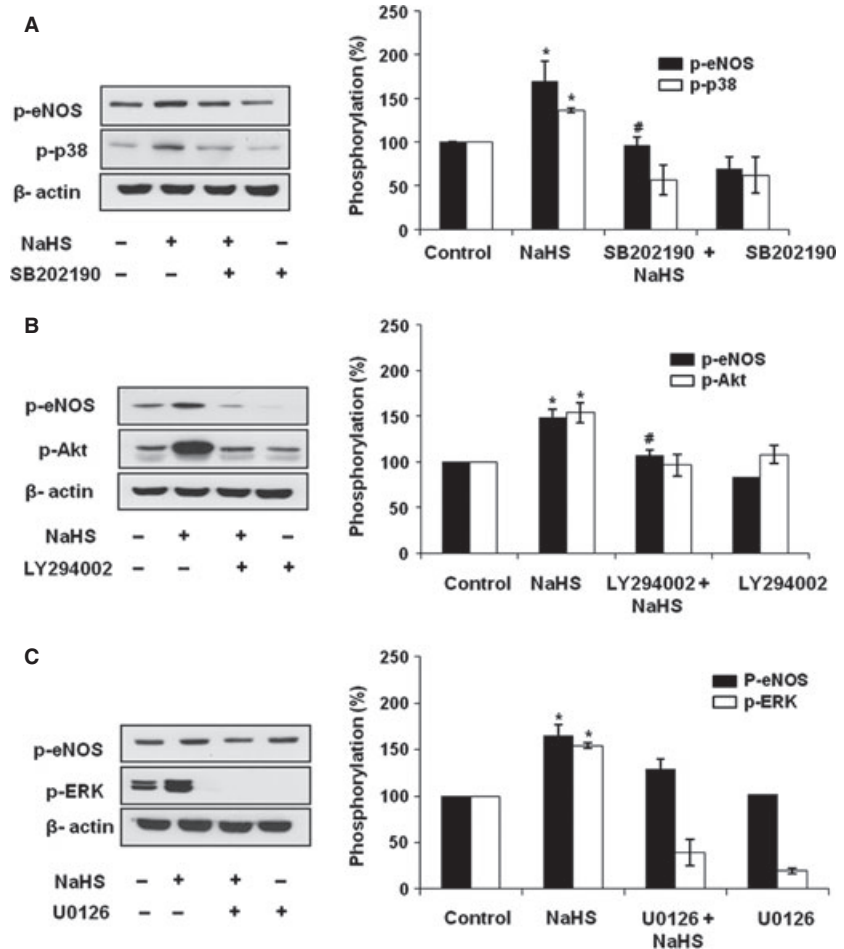 A
p-eNOS
p-p38
β- actin
NaHS - + + -
SB202190 - - + +
Phosphorylation (%)
250
200
150
100
50
0
* * #
p-eNOS
p-p38
Control NaHS SB202190 + SB202190
NaHS
B
p-eNOS
p-Akt
β- actin
NaHS - + + -
LY294002 - - + +
Phosphorylation (%)
250
200
150
100
50
0
* * #
p-eNOS
p-Akt
Control NaHS LY294002 + LY294002
NaHS
C
p-eNOS
p-ERK
β- actin
NaHS - + + -
U0126 - - + +
Phosphorylation (%)
250
200
150
100
50
0
* *
P-eNOS
p-ERK
Control NaHS U0126 + U0126
NaHS